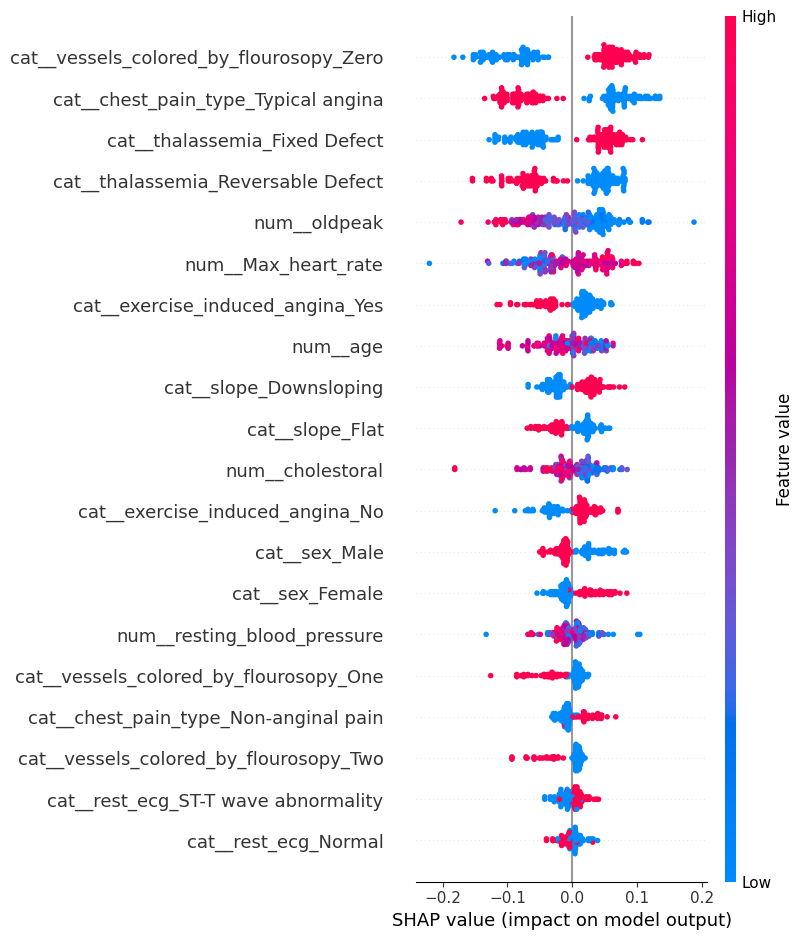 High
cat__vessels_colored_by_flourosopy_Zero
cat__chest_pain_type_Typical angina
cat__thalassemia_Fixed Defect
cat__thalassemia_Reversable Defect
num__oldpeak
num__Max_heart_rate
cat__exercise_induced_angina_Yes
num__age
cat__slope_Downsloping
cat__slope_Flat
num__cholestoral
cat__exercise_induced_angina_No
cat__sex_Male
cat__sex_Female
num__resting_blood_pressure
cat__vessels_colored_by_flourosopy_One
cat__chest_pain_type_Non-anginal pain
cat__vessels_colored_by_flourosopy_Two
cat__rest_ecg_ST-T wave abnormality
cat__rest_ecg_Normal
Feature value
Low
−0.2 −0.1 0.0 0.1 0.2
SHAP value (impact on model output)